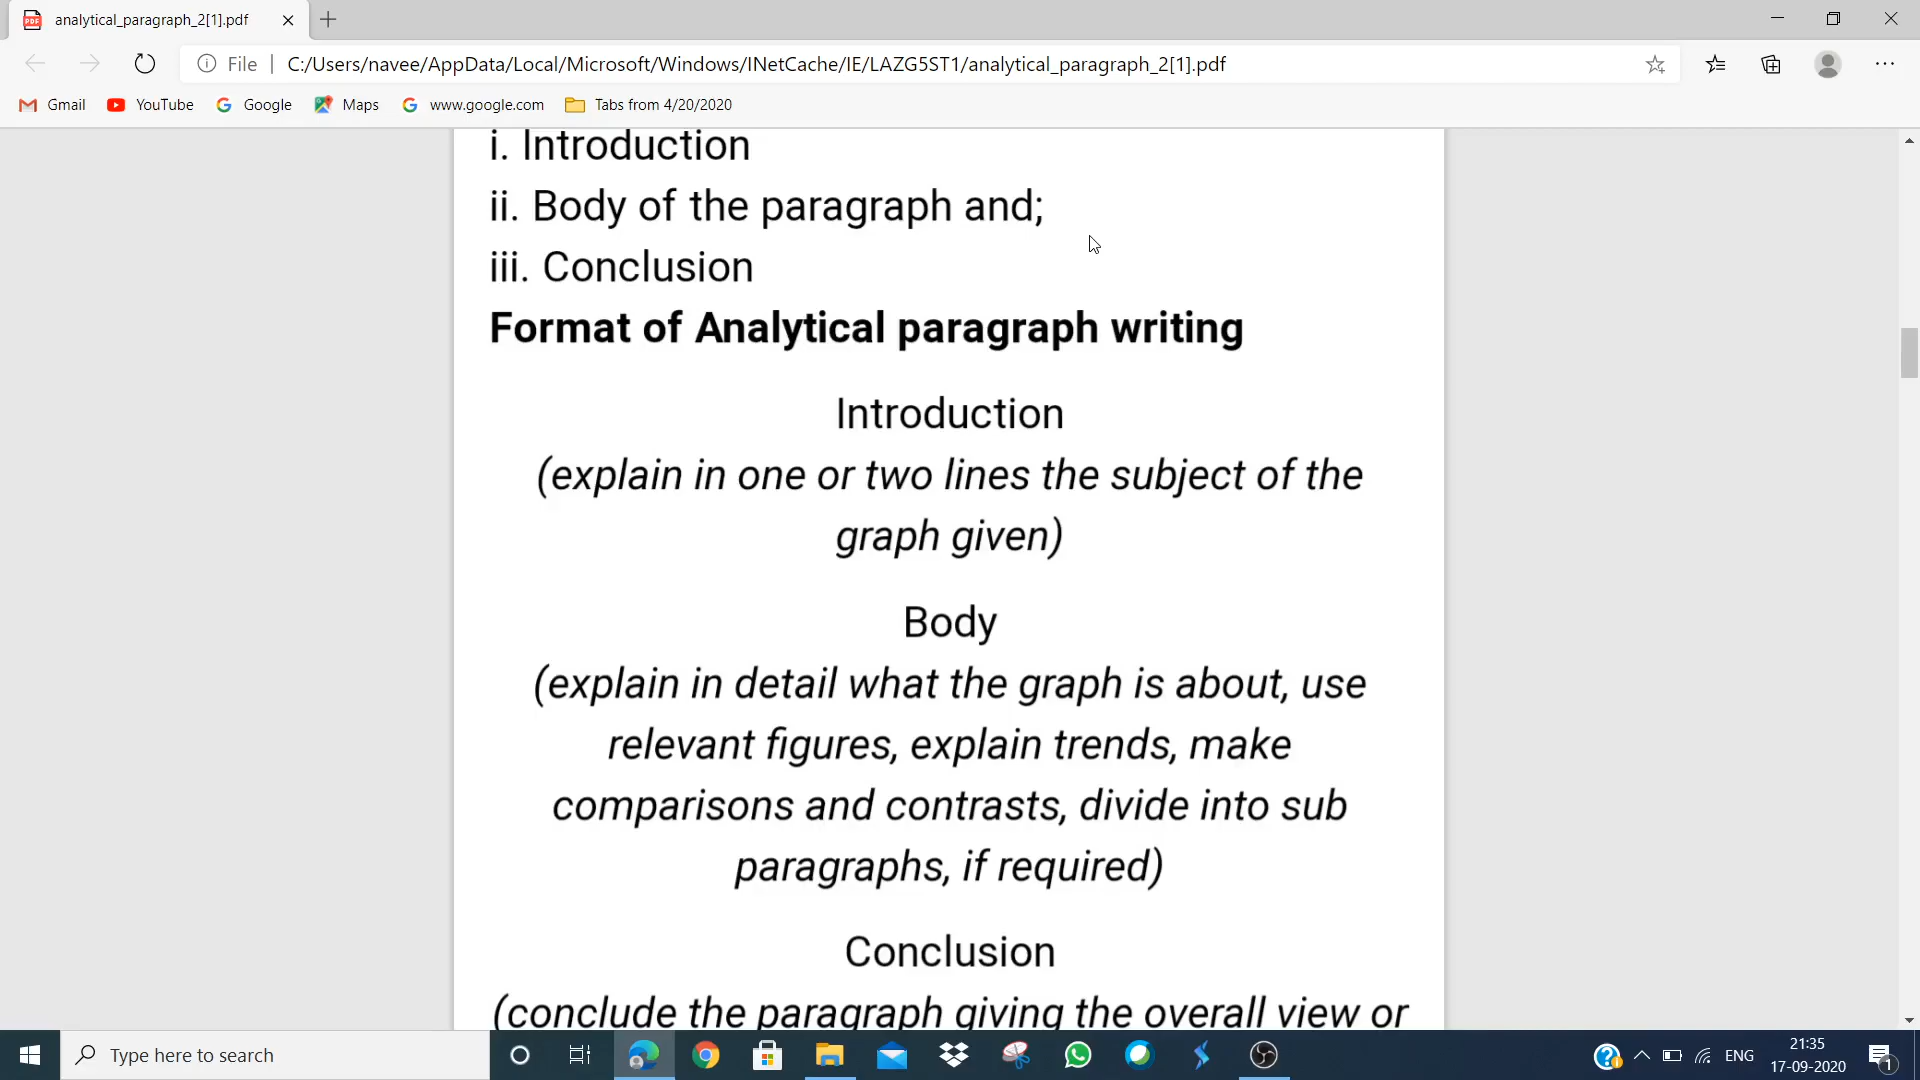 analytical_paragraph_2[1].pdf
File | C:/Users/navee/AppData/Local/Microsoft/Windows/INetCache/IE/LAZG5ST1/analytical_paragraph_2[1].pdf
Gmail YouTube Google Maps www.google.com Tabs from 4/20/2020
i. Introduction
ii. Body of the paragraph and;
iii. Conclusion
Format of Analytical paragraph writing
Introduction
(explain in one or two lines the subject of the
graph given)
Body
(explain in detail what the graph is about, use
relevant figures, explain trends, make
comparisons and contrasts, divide into sub
paragraphs, if required)
Conclusion
(conclude the paragraph giving the overall view or
Type here to search
ENG
21:35
17-09-2020
1